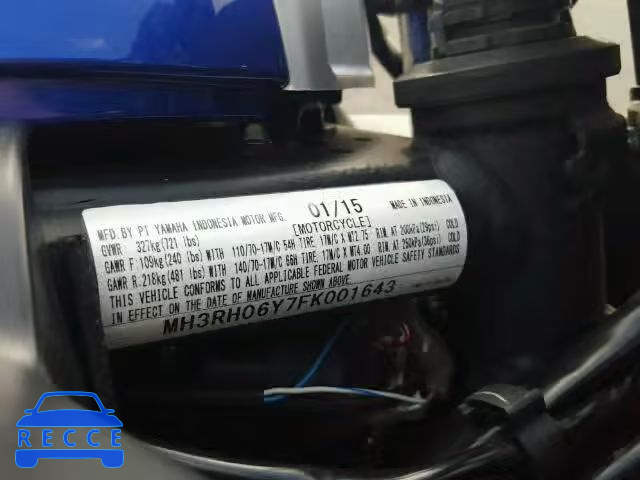 MFD BY PT YAMAHA INDONESIA MOTOR MFG. 01/15 MADE IN INDONESIA
GVWR : 327kg(721 lbs) [MOTORCYCLE]
GAWR F:109kg(240 lbs)WITH 110/70-17M/C 54H TIRE, 17M/C X MT2.75 RIM AT 200kPa(29psi) COLD
GAWR R:218kg(481 lbs)WITH 140/70-17M/C 66H TIRE, 17M/C X MT4.00 RIM AT 250kPa(36psi) COLD
THIS VEHICLE CONFORMS TO ALL APPLICABLE FEDERAL MOTOR VEHICLE SAFETY STANDARDS
IN EFFECT ON THE DATE OF MANUFACTURE SHOWN ABOVE.
MH3RH06Y7FK001643
RECCE